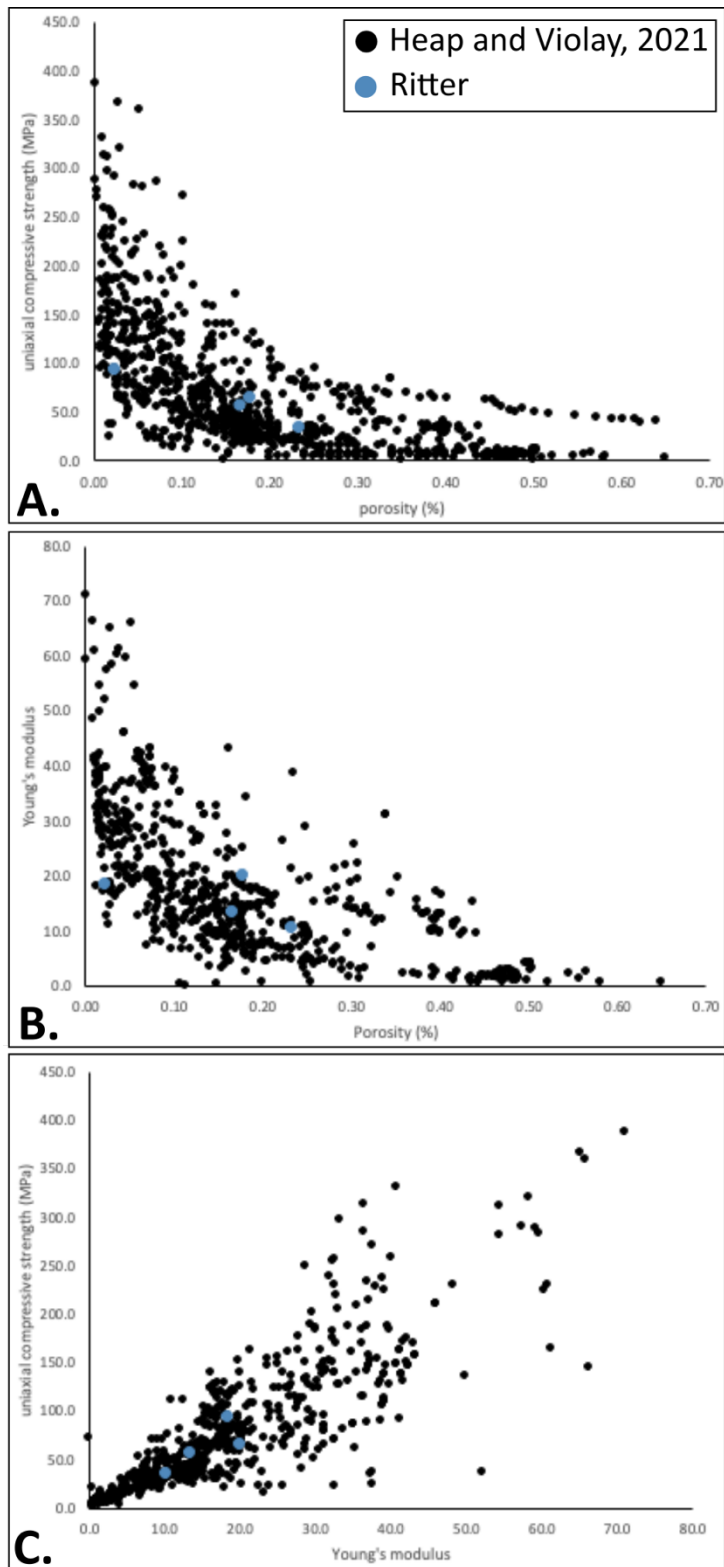 Heap and Violay, 2021
Ritter
uniaxial compressive strength (MPa)
450.0
400.0
350.0
300.0
250.0
200.0
150.0
100.0
50.0
0.0
0.00 0.10 0.20 0.30 0.40 0.50 0.60 0.70
porosity (%)
A.
Young's modulus
80.0
70.0
60.0
50.0
40.0
30.0
20.0
10.0
0.0
0.00 0.10 0.20 0.30 0.40 0.50 0.60 0.70
Porosity (%)
B.
uniaxial compressive strength (MPa)
450.0
400.0
350.0
300.0
250.0
200.0
150.0
100.0
50.0
0.0
0.0 10.0 20.0 30.0 40.0 50.0 60.0 70.0 80.0
Young's modulus
C.